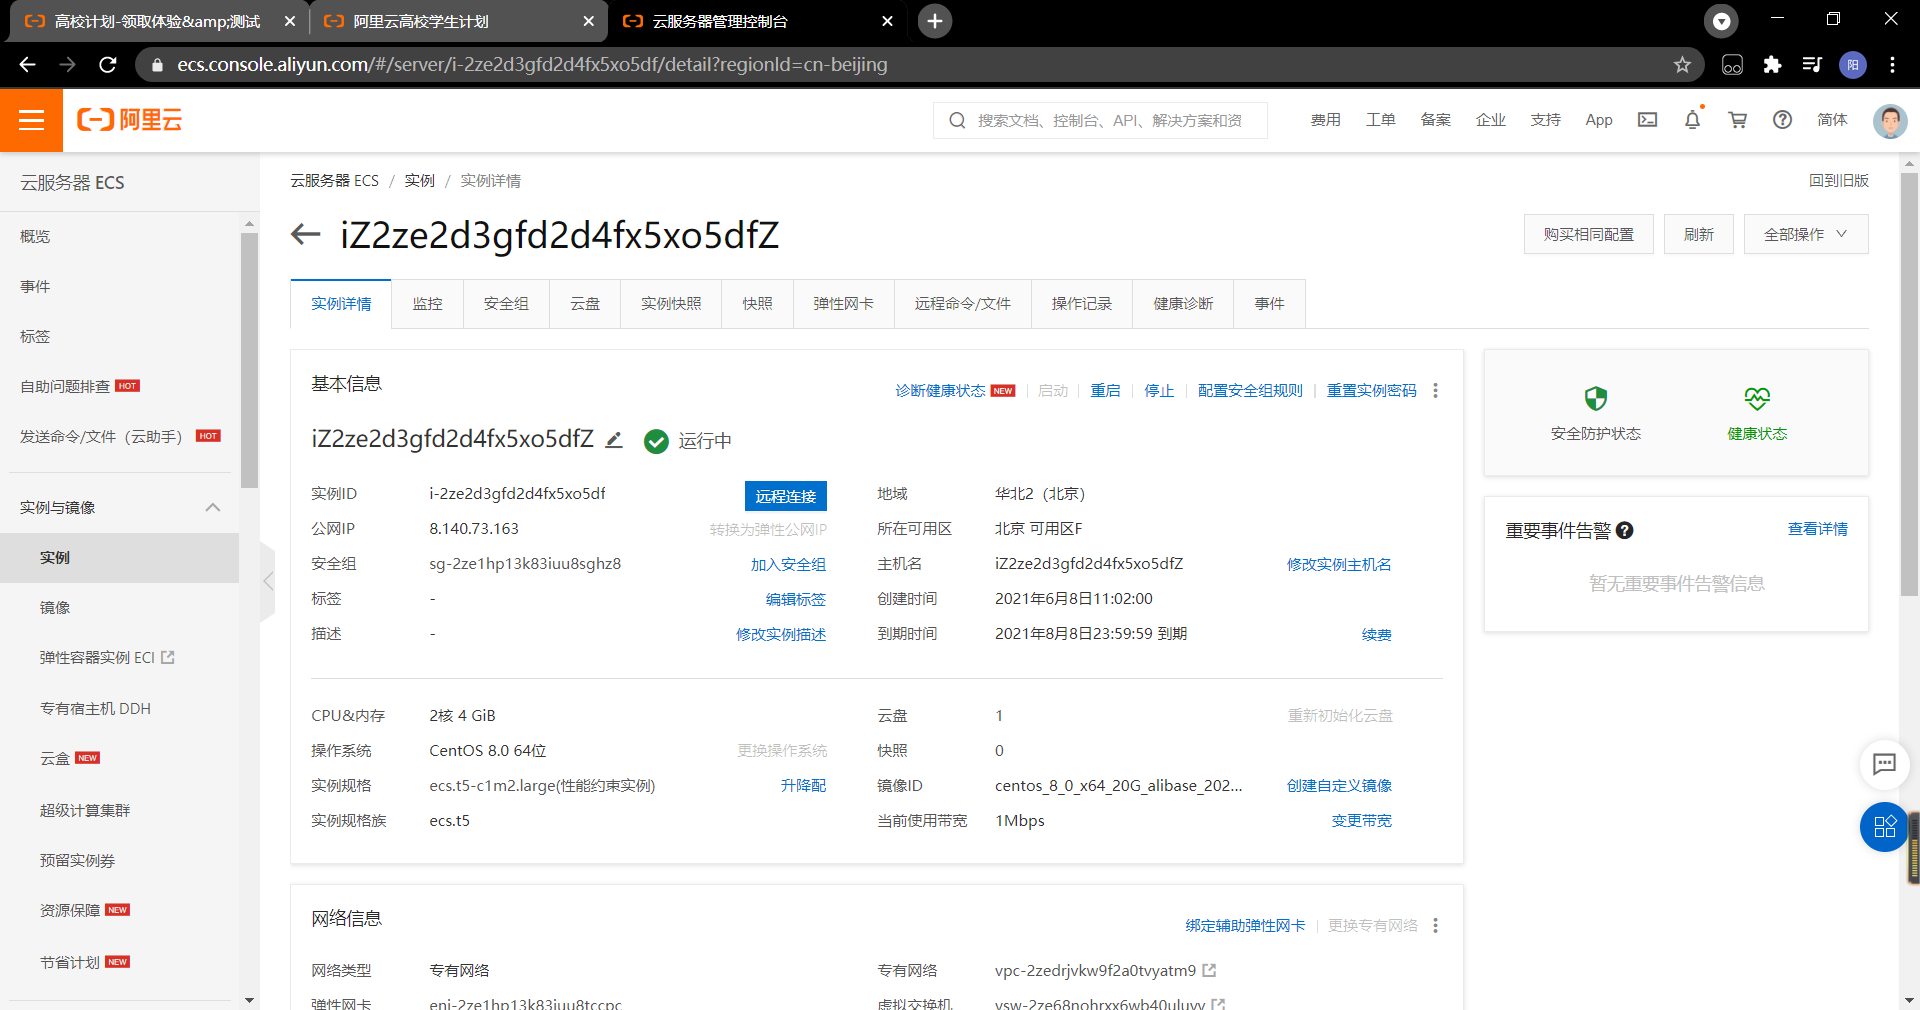 高校计划-领取体验&amp;测试
阿里云高校学生计划
云服务器管理控制台
ecs.console.aliyun.com/#/server/i-2ze2d3gfd2d4fx5xo5df/detail?regionId=cn-beijing
阳
阿里云
搜索文档、控制台、API、解决方案和资
费用
工单
备案
企业
支持
App
简体
云服务器 ECS
概览
事件
标签
自助问题排查 HOT
发送命令/文件（云助手） HOT
实例与镜像
实例
镜像
弹性容器实例 ECI
专有宿主机 DDH
云盒 NEW
超级计算集群
预留实例券
资源保障 NEW
节省计划 NEW
云服务器 ECS / 实例 / 实例详情
回到旧版
iZ2ze2d3gfd2d4fx5xo5dfZ
购买相同配置
刷新
全部操作
实例详情
监控
安全组
云盘
实例快照
快照
弹性网卡
远程命令/文件
操作记录
健康诊断
事件
基本信息
诊断健康状态 NEW
启动
重启
停止
配置安全组规则
重置实例密码
iZ2ze2d3gfd2d4fx5xo5dfZ
运行中
实例ID i-2ze2d3gfd2d4fx5xo5df 远程连接
地域 华北2（北京）
公网IP 8.140.73.163 转换为弹性公网IP
所在可用区 北京 可用区F
安全组 sg-2ze1hp13k83iuu8sghz8 加入安全组
主机名 iZ2ze2d3gfd2d4fx5xo5dfZ 修改实例主机名
标签 - 编辑标签
创建时间 2021年6月8日11:02:00
描述 - 修改实例描述
到期时间 2021年8月8日23:59:59 到期 续费
CPU&内存 2核 4 GiB
云盘 1 重新初始化云盘
操作系统 CentOS 8.0 64位 更换操作系统
快照 0
实例规格 ecs.t5-c1m2.large(性能约束实例) 升降配
镜像ID centos_8_0_x64_20G_alibase_202... 创建自定义镜像
实例规格族 ecs.t5
当前使用带宽 1Mbps 变更带宽
安全防护状态
健康状态
重要事件告警
查看详情
暂无重要事件告警信息
网络信息
绑定辅助弹性网卡
更换专有网络
网络类型 专有网络
专有网络 vpc-2zedrjvkw9f2a0tvyatm9
弹性网卡 eni-2ze1hp13k83iuu8tccpc
虚拟交换机 vsw-2ze68nohrxx6wb40uluvv